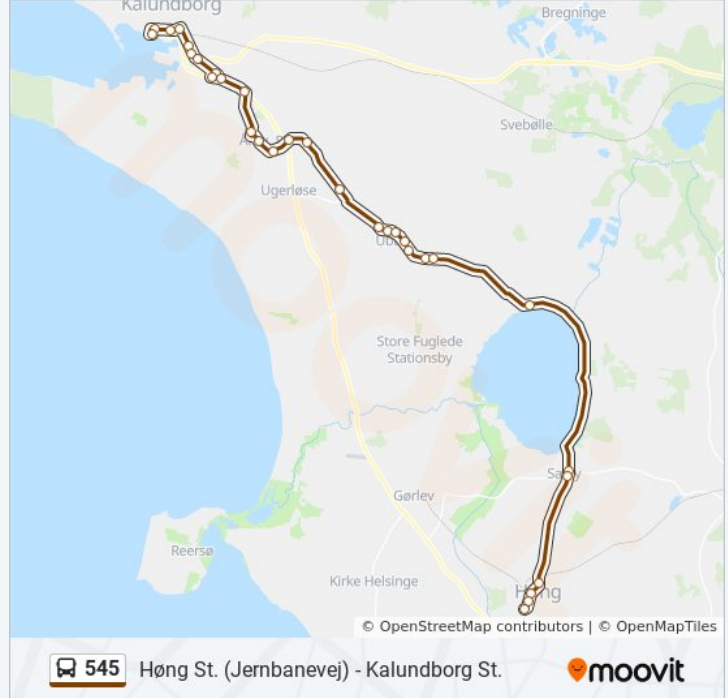 Kalundborg
Bregninge
Svebølle
Ugerløse
Store Fuglede
Stationsby
Gørlev
Reersø
Kirke Helsinge
© OpenStreetMap contributors | © OpenMapTiles
545 Høng St. (Jernbanevej) - Kalundborg St.
moovit